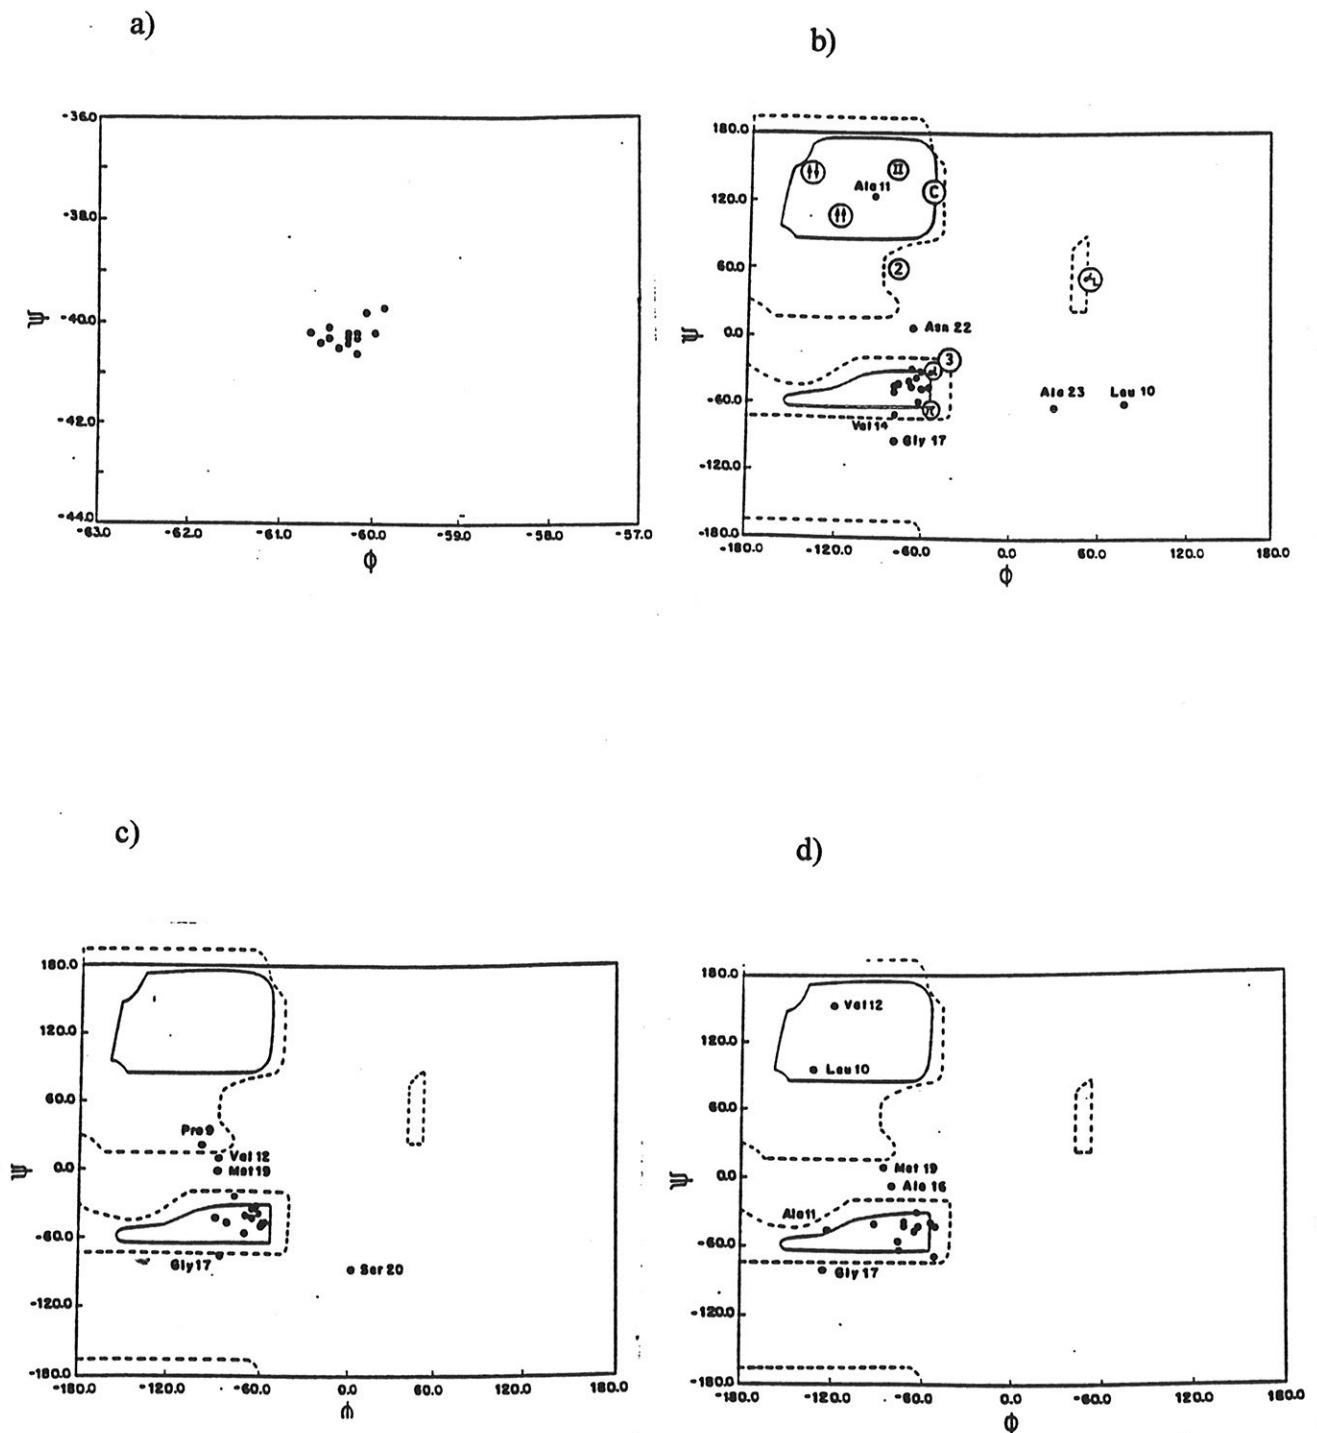 a)
-36.0
-38.0
-40.0
-42.0
-44.0
ψ
-63.0 -62.0 -61.0 -60.0 -59.0 -58.0 -57.0
ϕ
b)
180.0
120.0
60.0
0.0
-60.0
-120.0
-180.0
ψ
II
C
Ala 11
2
αL
Asn 22
3
α
π
Ala 23 Leu 10
Val 14
Gly 17
-180.0 -120.0 -60.0 0.0 60.0 120.0 180.0
ϕ
c)
180.0
120.0
60.0
0.0
-60.0
-120.0
-180.0
ψ
Pro 9
Val 12
Met 19
Gly 17
Ser 20
-180.0 -120.0 -60.0 0.0 60.0 120.0 180.0
ϕ
d)
180.0
120.0
60.0
0.0
-60.0
-120.0
-180.0
ψ
Val 12
Leu 10
Met 19
Ala 16
Ala 11
Gly 17
-180.0 -120.0 -60.0 0.0 -60.0 120.0 180.0
ϕ